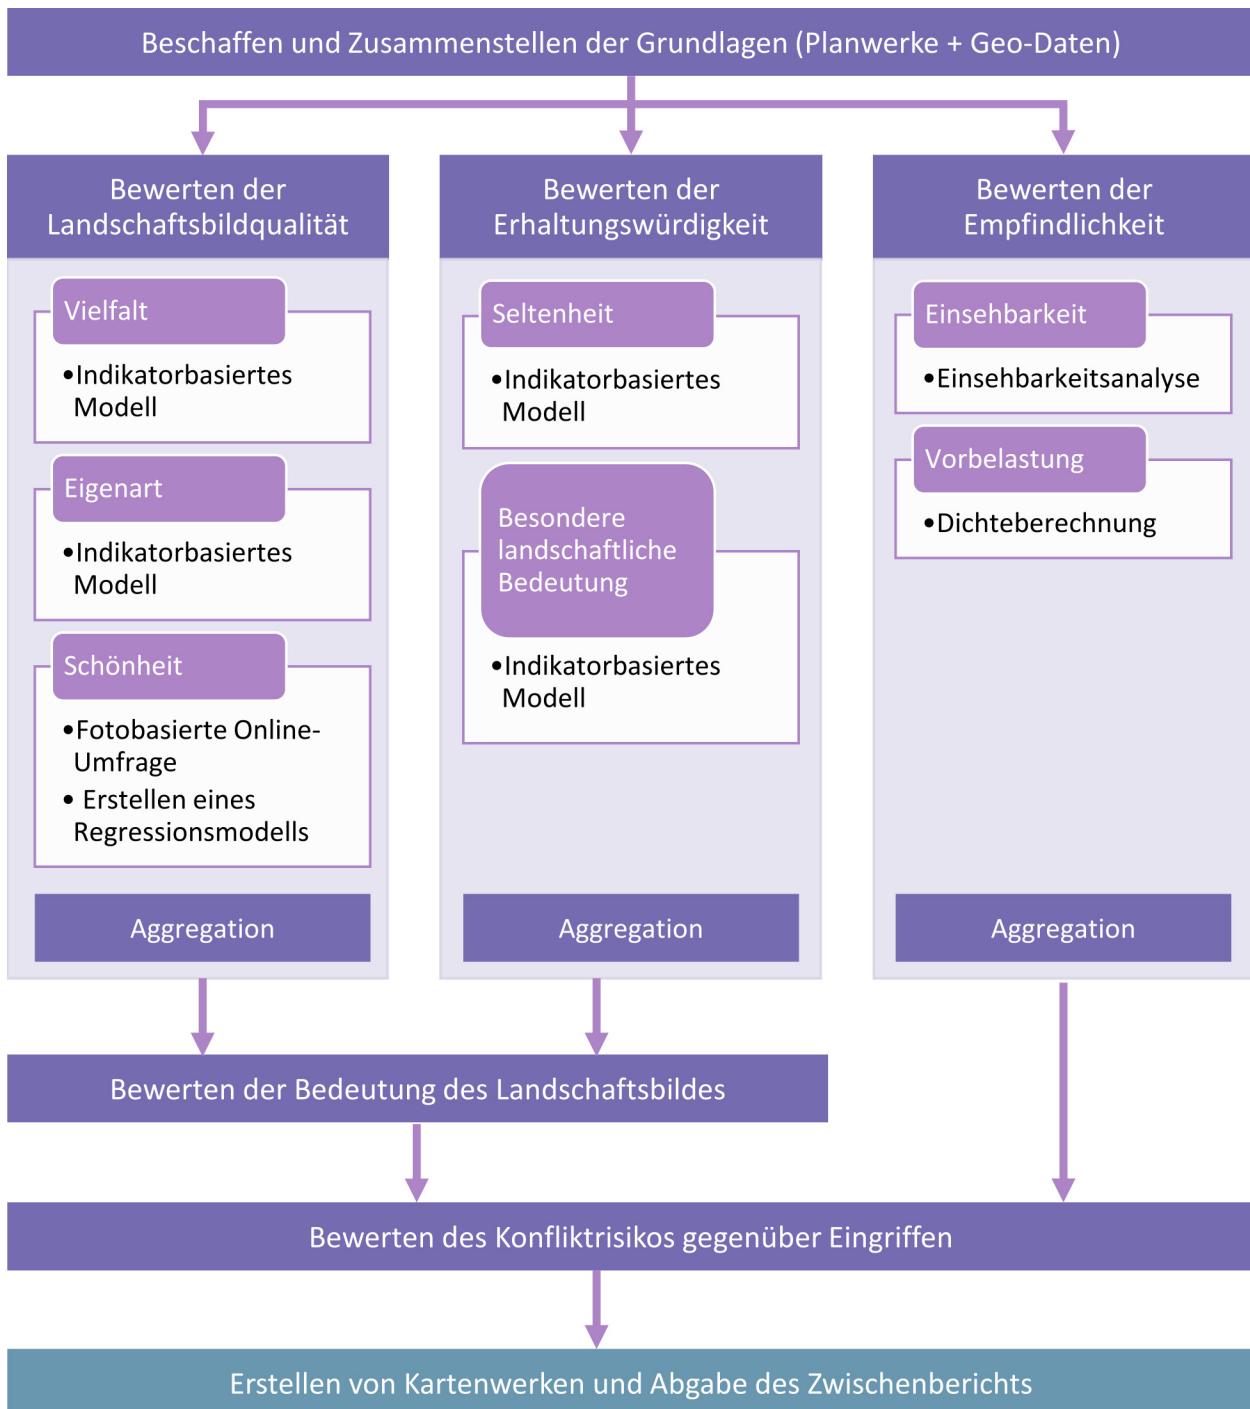 Beschaffen und Zusammenstellen der Grundlagen (Planwerke + Geo-Daten)
Bewerten der
Landschaftsbildqualität
Vielfalt
•Indikatorbasiertes
Modell
Eigenart
•Indikatorbasiertes
Modell
Schönheit
•Fotobasierte Online-
Umfrage
• Erstellen eines
Regressionsmodells
Aggregation
Bewerten der
Erhaltungswürdigkeit
Seltenheit
•Indikatorbasiertes
Modell
Besondere
landschaftliche
Bedeutung
•Indikatorbasiertes
Modell
Aggregation
Bewerten der
Empfindlichkeit
Einsehbarkeit
•Einsehbarkeitsanalyse
Vorbelastung
•Dichteberechnung
Aggregation
Bewerten der Bedeutung des Landschaftsbildes
Bewerten des Konfliktrisikos gegenüber Eingriffen
Erstellen von Kartenwerken und Abgabe des Zwischenberichts